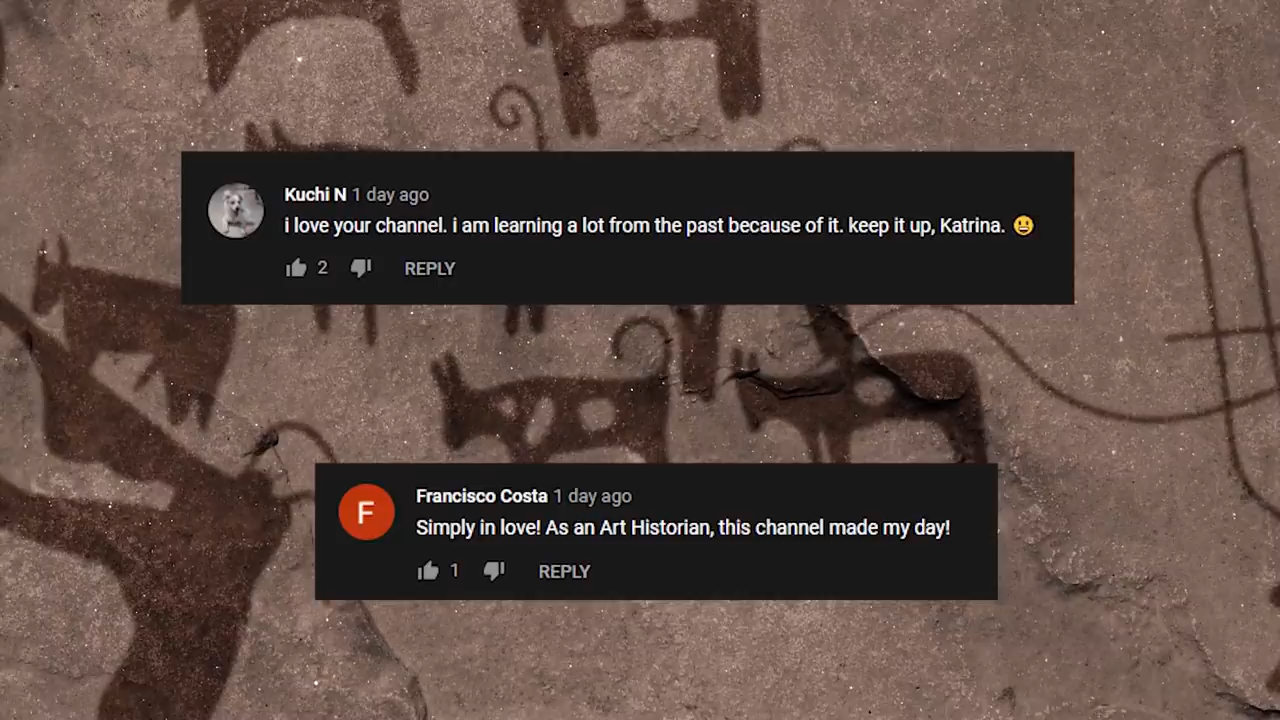 Kuchi N 1 day ago
i love your channel. i am learning a lot from the past because of it. keep it up, Katrina. 😀
2 REPLY
F
Francisco Costa 1 day ago
Simply in love! As an Art Historian, this channel made my day!
1 REPLY